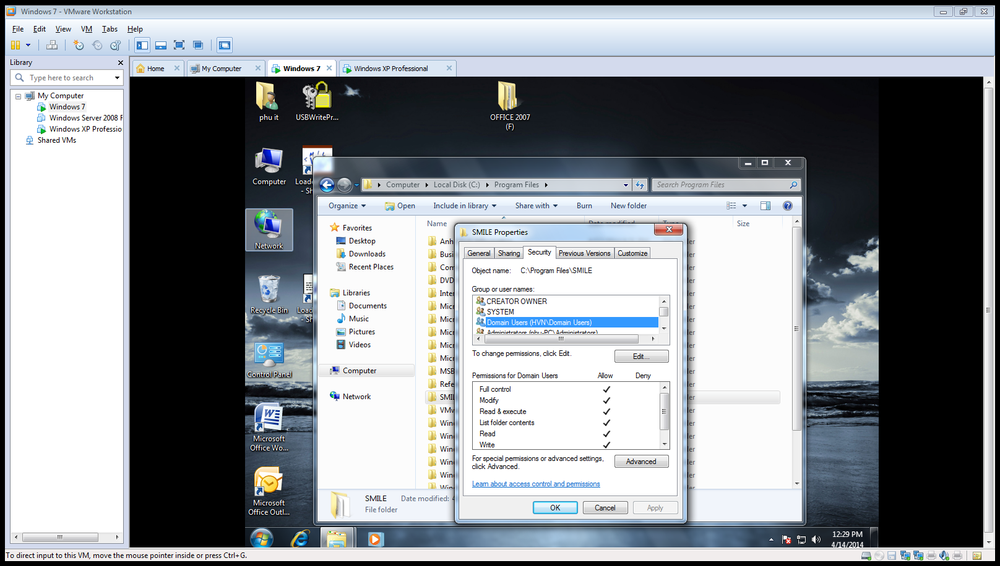 Windows 7 - VMware Workstation
File Edit View VM Tabs Help
Library
Type here to search
My Computer
Windows 7
Windows Server 2008 F
Windows XP Professio
Shared VMs
Home
My Computer
Windows 7
Windows XP Professional
phu it
USBWritePr...
OFFICE 2007
(F)
Computer
Load
- SH
Network
Recycle Bin
Load
- SH
Control Panel
Microsoft
Office Wo...
Microsoft
Office Outl...
Computer
Local Disk (C:)
Program Files
Search Program Files
Organize
Open
Include in library
Share with
Burn
New folder
Favorites
Desktop
Downloads
Recent Places
Libraries
Documents
Music
Pictures
Videos
Computer
Network
Name
Date modified
Type
Size
Anh
Busi
Com
DVD
Inter
Micr
Micr
Micr
Micr
Micr
MSB
Refe
SMIL
VMw
Wind
Wind
Wind
Wind
Wind
SMILE
Date modified:
File folder
SMILE Properties
General
Sharing
Security
Previous Versions
Customize
Object name: C:\Program Files\SMILE
Group or user names:
CREATOR OWNER
SYSTEM
Domain Users (HVN\Domain Users)
Administrators (phu-PC\Administrators)
To change permissions, click Edit.
Edit...
Permissions for Domain Users Allow Deny
Full control
Modify
Read & execute
List folder contents
Read
Write
For special permissions or advanced settings,
click Advanced.
Advanced
Learn about access control and permissions
OK
Cancel
Apply
12:29 PM
4/14/2014
To direct input to this VM, move the mouse pointer inside or press Ctrl+G.